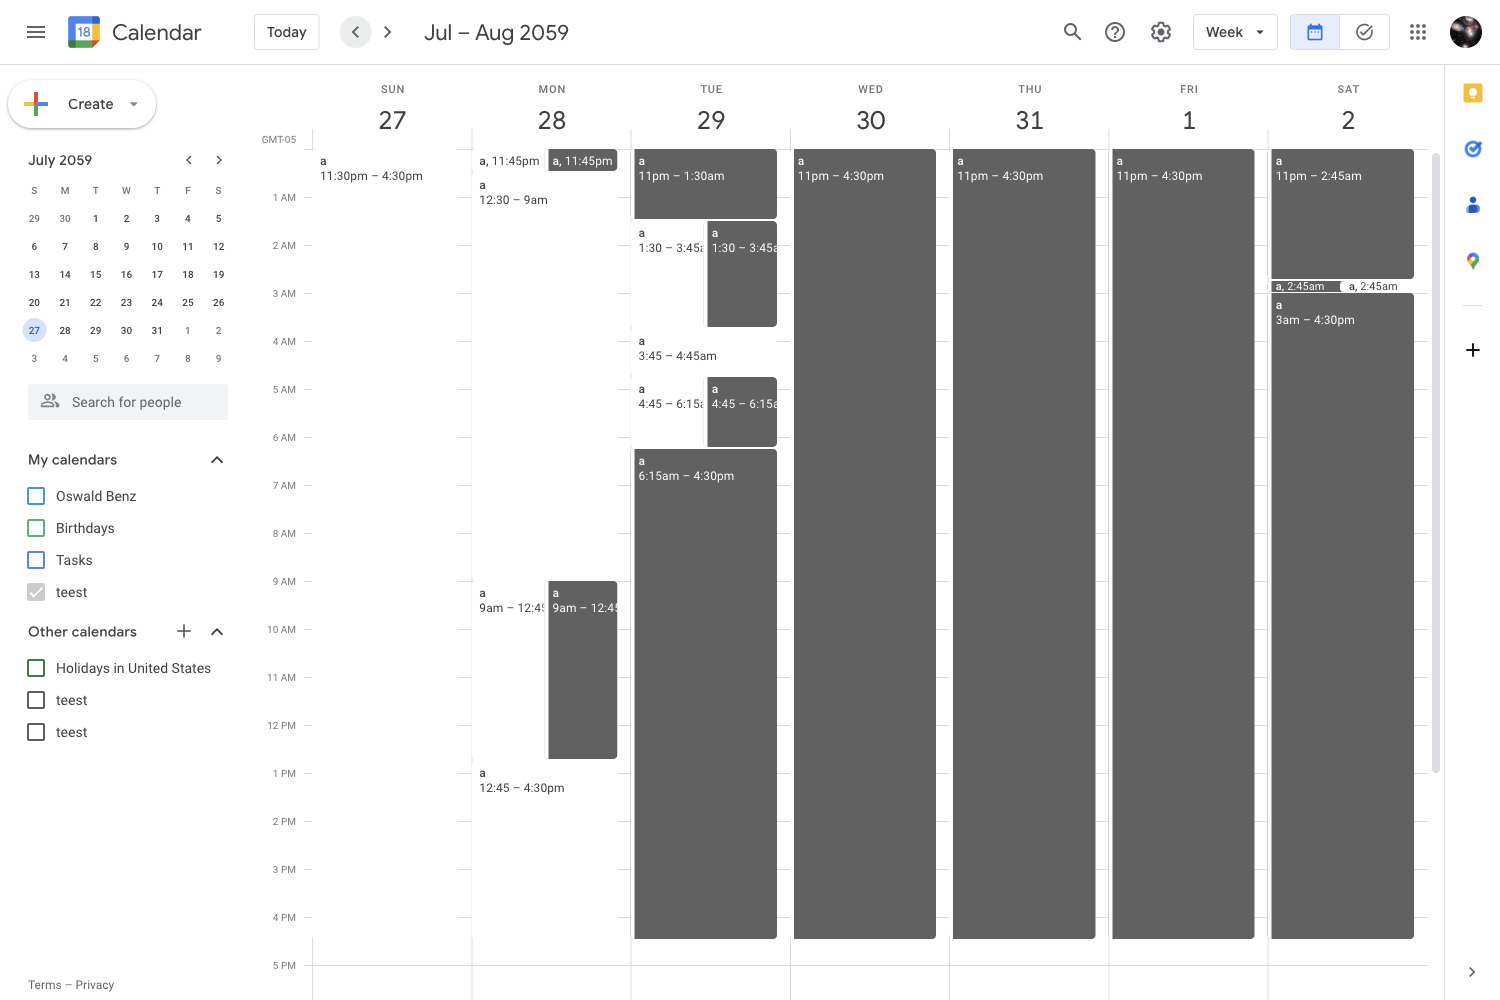 18
Calendar
Today
Jul – Aug 2059
Week
Create
July 2059
S M T W T F S
29 30 1 2 3 4 5
6 7 8 9 10 11 12
13 14 15 16 17 18 19
20 21 22 23 24 25 26
27 28 29 30 31 1 2
3 4 5 6 7 8 9
Search for people
My calendars
Oswald Benz
Birthdays
Tasks
teest
Other calendars
Holidays in United States
teest
teest
Terms – Privacy
SUN MON TUE WED THU FRI SAT
27 28 29 30 31 1 2
GMT-05
1 AM
2 AM
3 AM
4 AM
5 AM
6 AM
7 AM
8 AM
9 AM
10 AM
11 AM
12 PM
1 PM
2 PM
3 PM
4 PM
5 PM
a
11:30pm – 4:30pm
a, 11:45pm
a, 11:45pm
a
12:30 – 9am
a
9am – 12:45
a
9am – 12:45
a
12:45 – 4:30pm
a
11pm – 1:30am
a
1:30 – 3:45a
a
1:30 – 3:45a
a
3:45 – 4:45am
a
4:45 – 6:15a
a
4:45 – 6:15a
a
6:15am – 4:30pm
a
11pm – 4:30pm
a
11pm – 4:30pm
a
11pm – 4:30pm
a
11pm – 2:45am
a, 2:45am
a, 2:45am
a
3am – 4:30pm